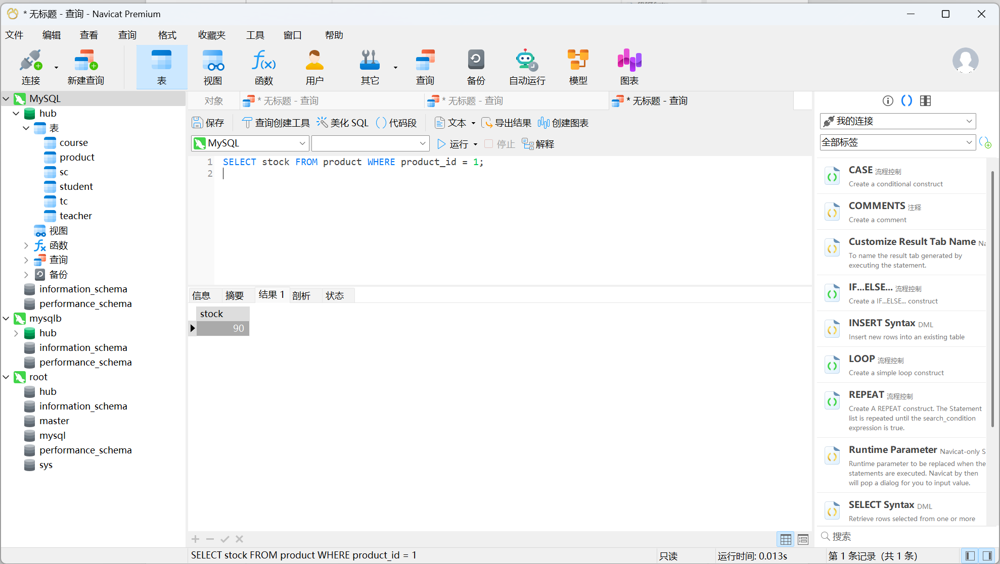 * 无标题 - 查询 - Navicat Premium
文件 编辑 查看 查询 格式 收藏夹 工具 窗口 帮助
连接 新建查询 表 视图 函数 用户 其它 查询 备份 自动运行 模型 图表
MySQL
hub
表
course
product
sc
student
tc
teacher
视图
函数
查询
备份
information_schema
performance_schema
mysqlb
hub
information_schema
performance_schema
root
hub
information_schema
master
mysql
performance_schema
sys
对象 * 无标题 - 查询 * 无标题 - 查询 * 无标题 - 查询
保存 查询创建工具 美化 SQL 代码段 文本 导出结果 创建图表
MySQL 运行 停止 解释
1 SELECT stock FROM product WHERE product_id = 1;
2
信息 摘要 结果 1 剖析 状态
stock
90
我的连接
全部标签
CASE 流程控制
Create a conditional construct
COMMENTS 注释
Create a comment
Customize Result Tab Name Na
To name the result tab generated by
executing the statement.
IF...ELSE... 流程控制
Create a IF...ELSE... construct
INSERT Syntax DML
Insert new rows into an existing table
LOOP 流程控制
Create a simple loop construct
REPEAT 流程控制
Create A REPEAT construct. The Statement
list is repeated until the search_condition
expression is true.
Runtime Parameter Navicat-only S
Runtime parameter to be replaced when the
statements are executed. Navicat by then
will pop a dialog for you to input value.
SELECT Syntax DML
Retrieve rows selected from one or more
搜索
SELECT stock FROM product WHERE product_id = 1 只读 运行时间: 0.013s 第 1 条记录 (共 1 条)